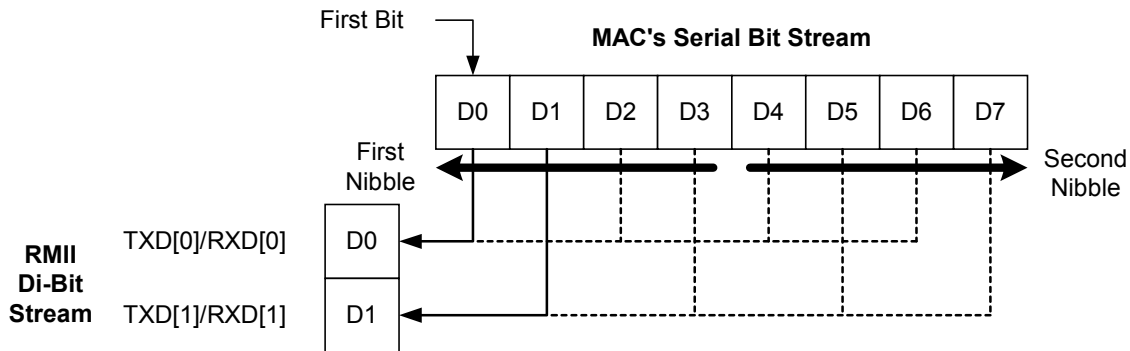 First Bit
MAC's Serial Bit Stream
D0 D1 D2 D3 D4 D5 D6 D7
First
Nibble
Second
Nibble
RMII
Di-Bit
Stream
TXD[0]/RXD[0] D0
TXD[1]/RXD[1] D1